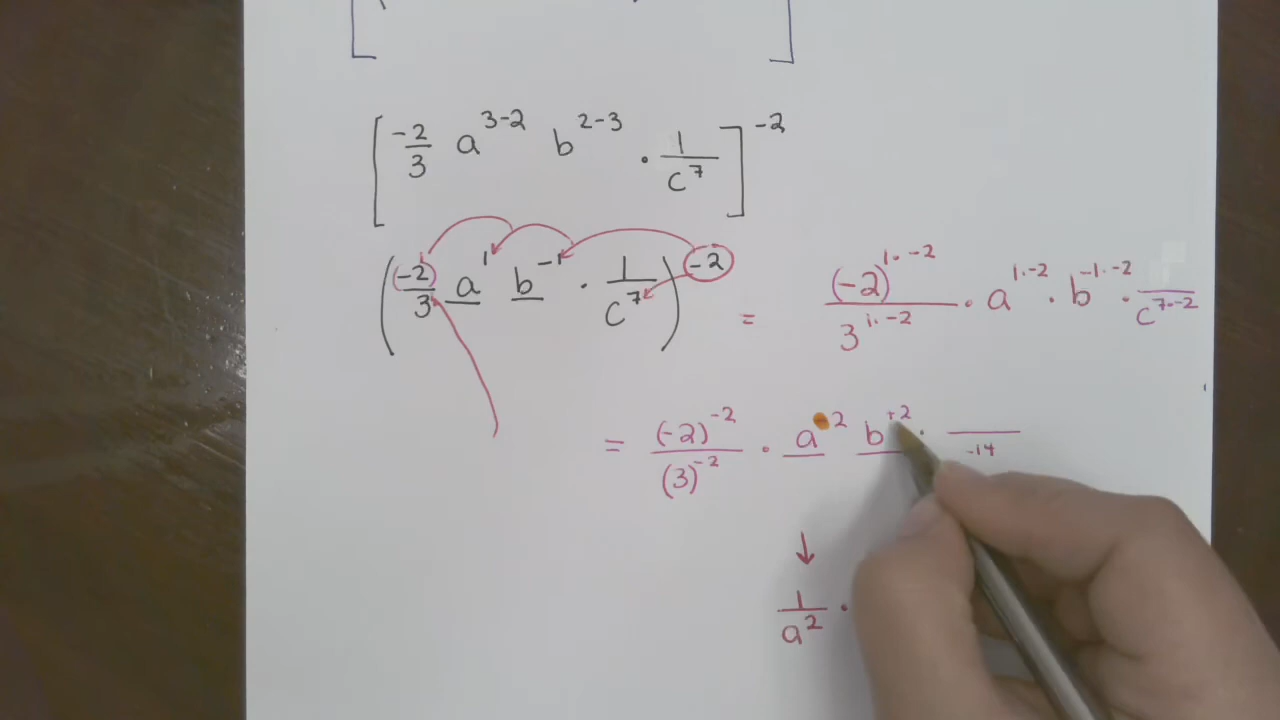 [-2/3 a^(3-2) b^(2-3) · 1/c^7]^(-2)
((-2)^1/3 a^1 b^(-1) · 1/c^7)^(-2) = (-2)^(1·-2)/3^(1·-2) · a^(1·-2) · b^(-1·-2) · /c^(7·-2)
= (-2)^(-2)/(3)^(-2) · a^(-2) b^(+2) · /-14
↓
1/a^2 ·